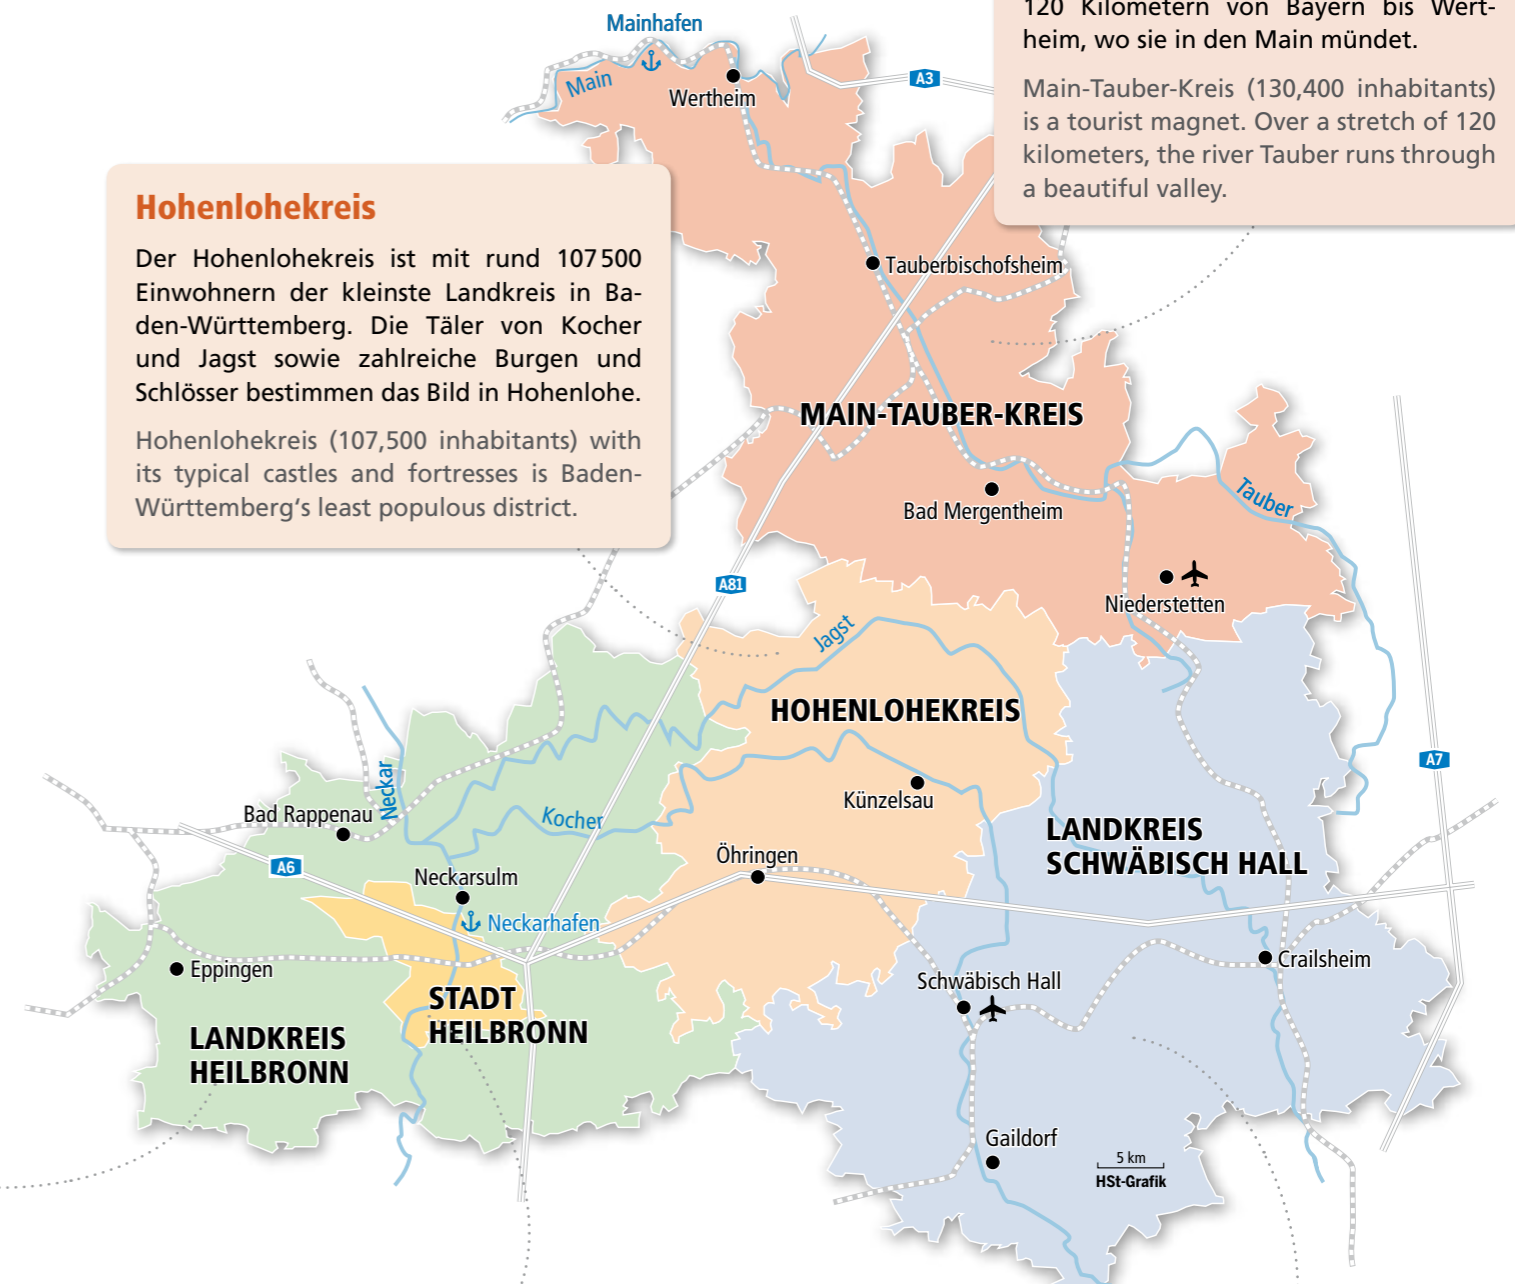 Mainhafen
120 Kilometern von Bayern bis Wert-
heim, wo sie in den Main mündet.
Main-Tauber-Kreis (130,400 inhabitants)
is a tourist magnet. Over a stretch of 120
kilometers, the river Tauber runs through
a beautiful valley.
Main
A3
Wertheim
Hohenlohekreis
Der Hohenlohekreis ist mit rund 107 500
Einwohnern der kleinste Landkreis in Ba-
den-Württemberg. Die Täler von Kocher
und Jagst sowie zahlreiche Burgen und
Schlösser bestimmen das Bild in Hohenlohe.
Hohenlohekreis (107,500 inhabitants) with
its typical castles and fortresses is Baden-
Württemberg's least populous district.
Tauberbischofsheim
MAIN-TAUBER-KREIS
Bad Mergentheim
Tauber
A81
Niederstetten
Jagst
HOHENLOHEKREIS
Neckar
A7
Künzelsau
Bad Rappenau
Kocher
LANDKREIS
SCHWÄBISCH HALL
Öhringen
A6
Neckarsulm
Neckarhafen
Eppingen
Crailsheim
Schwäbisch Hall
STADT
HEILBRONN
LANDKREIS
HEILBRONN
Gaildorf
5 km
HSt-Grafik